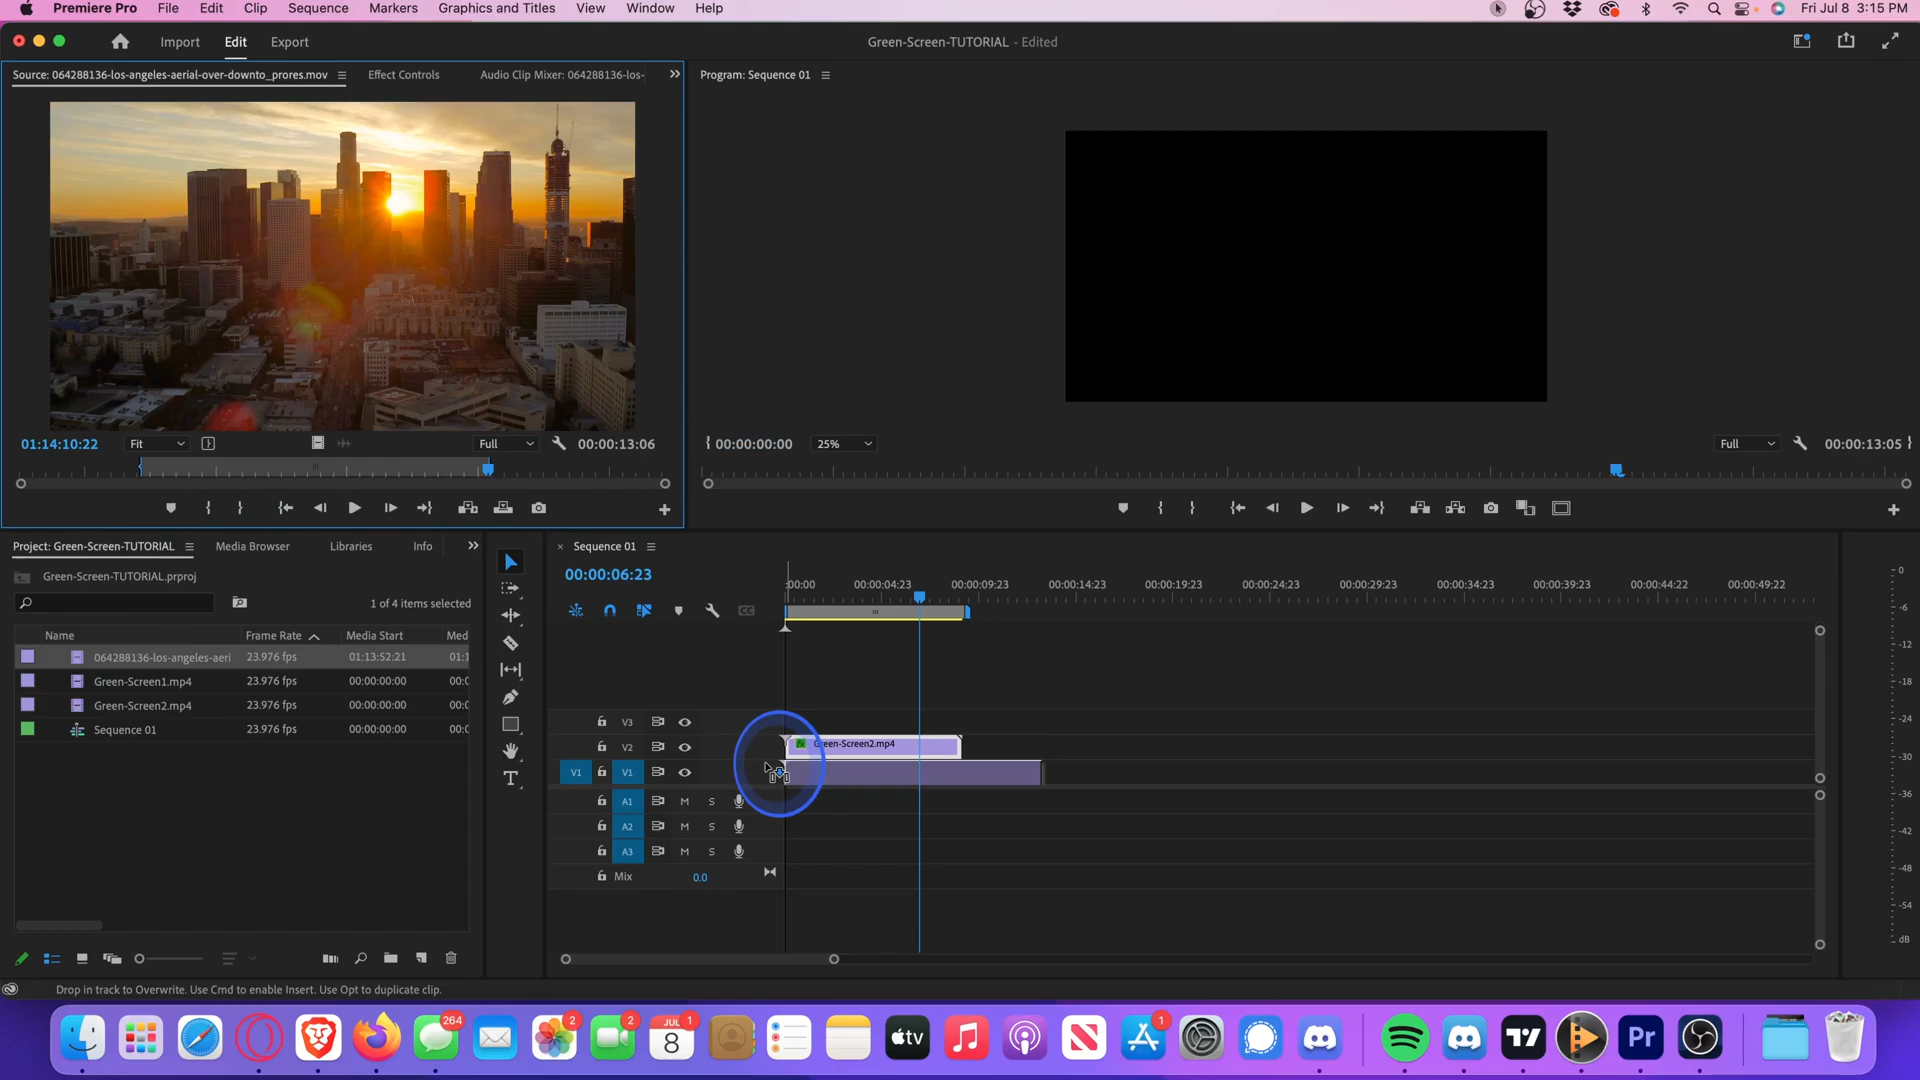 Premiere Pro File Edit Clip Sequence Markers Graphics and Titles View Window Help Fri Jul 8 3:15 PM
Import Edit Export Green-Screen-TUTORIAL - Edited
Source: 064288136-los-angeles-aerial-over-downto_prores.mov Effect Controls Audio Clip Mixer: 064288136-los- Program: Sequence 01
01:14:10:22 Fit Full 00:00:13:06 00:00:00:00 25% Full 00:00:13:05
Project: Green-Screen-TUTORIAL Media Browser Libraries Info Sequence 01
Green-Screen-TUTORIAL.prproj 00:00:06:23
:00:00 00:00:04:23 00:00:09:23 00:00:14:23 00:00:19:23 00:00:24:23 00:00:29:23 00:00:34:23 00:00:39:23 00:00:44:22 00:00:49:22
1 of 4 items selected
CC
Name Frame Rate Media Start Med
064288136-los-angeles-aeri 23.976 fps 01:13:52:21 01:1
Green-Screen1.mp4 23.976 fps 00:00:00:00 00:0
Green-Screen2.mp4 23.976 fps 00:00:00:00 00:0
Sequence 01 23.976 fps 00:00:00:00 00:0
V3
V2 fx Green-Screen2.mp4
V1 V1
A1 M S
A2 M S
A3 M S
Mix 0.0
0
-6
-12
-18
-24
-30
-36
-42
-48
-54
dB
Drop in track to Overwrite. Use Cmd to enable Insert. Use Opt to duplicate clip.
264 2 2 JUL 8 1 tv 1 Pr